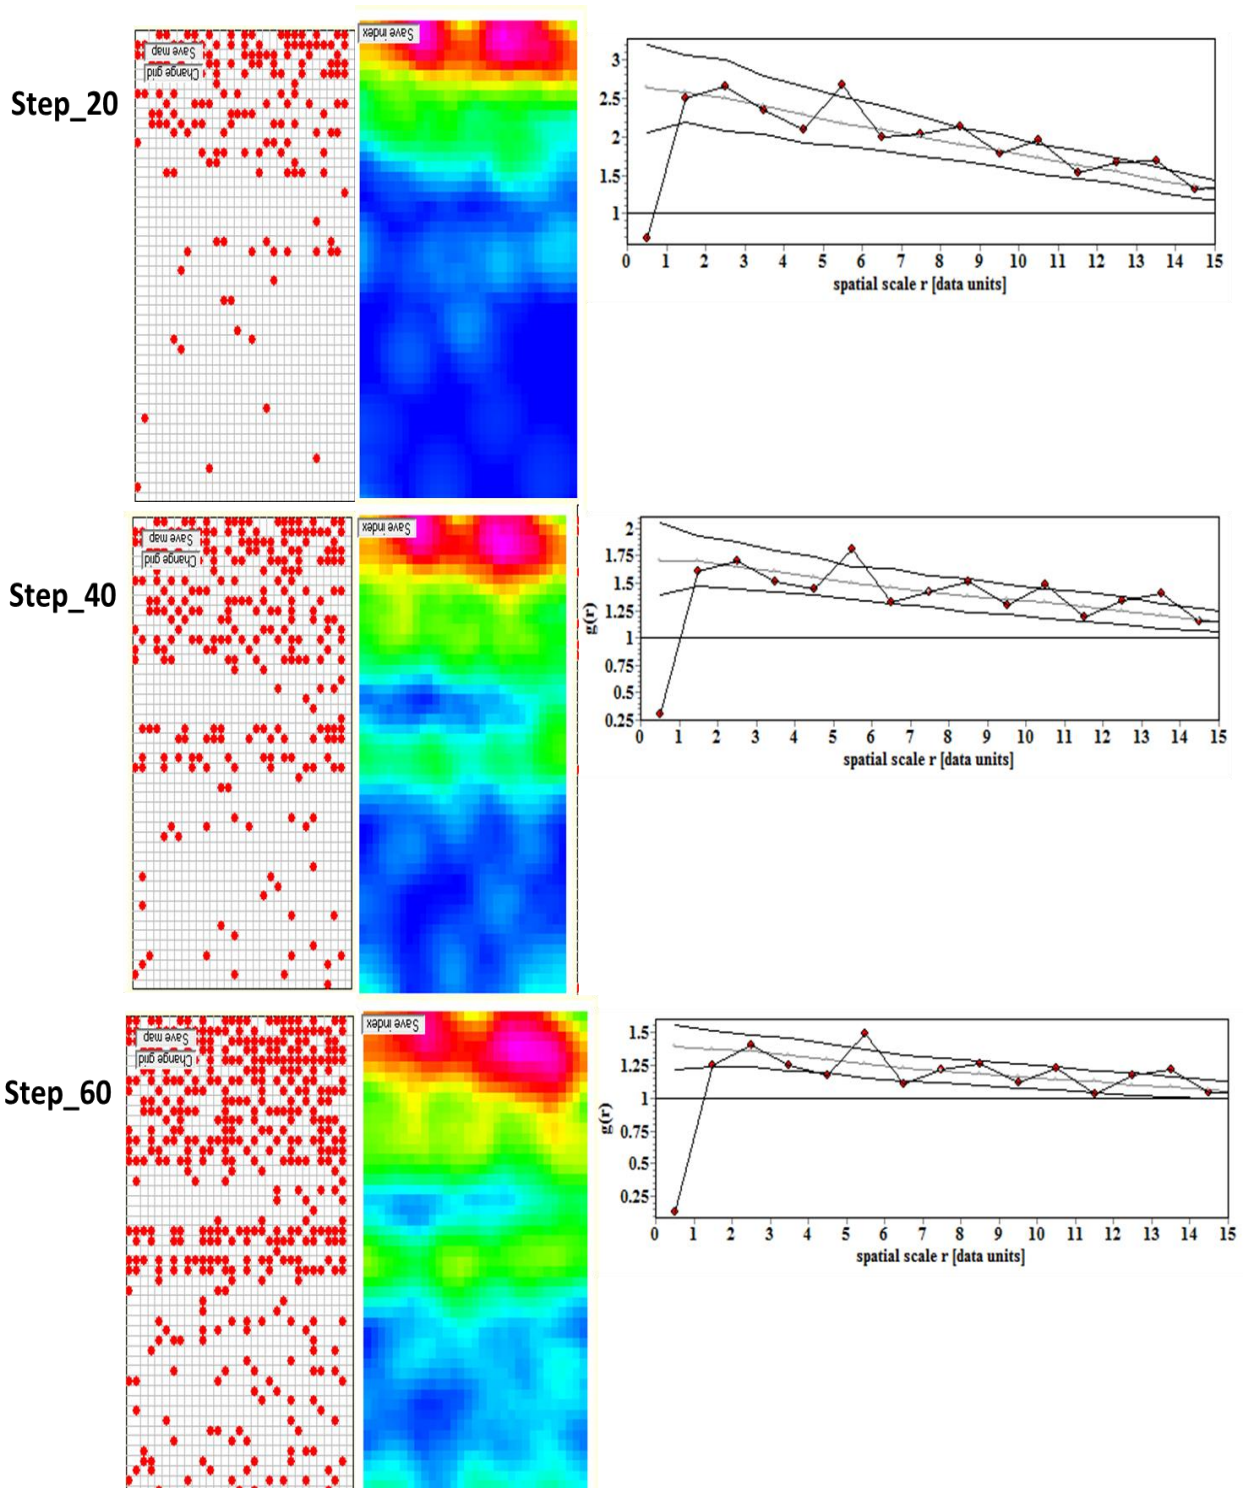 Save map
Change grid
Save index
Step_20
3
2.5
2
1.5
1
0 1 2 3 4 5 6 7 8 9 10 11 12 13 14 15
spatial scale r [data units]
Save map
Change grid
Save index
Step_40
g(r)
2
1.75
1.5
1.25
1
0.75
0.5
0.25
0 1 2 3 4 5 6 7 8 9 10 11 12 13 14 15
spatial scale r [data units]
Save map
Change grid
Save index
Step_60
g(r)
1.5
1.25
1
0.75
0.5
0.25
0 1 2 3 4 5 6 7 8 9 10 11 12 13 14 15
spatial scale r [data units]